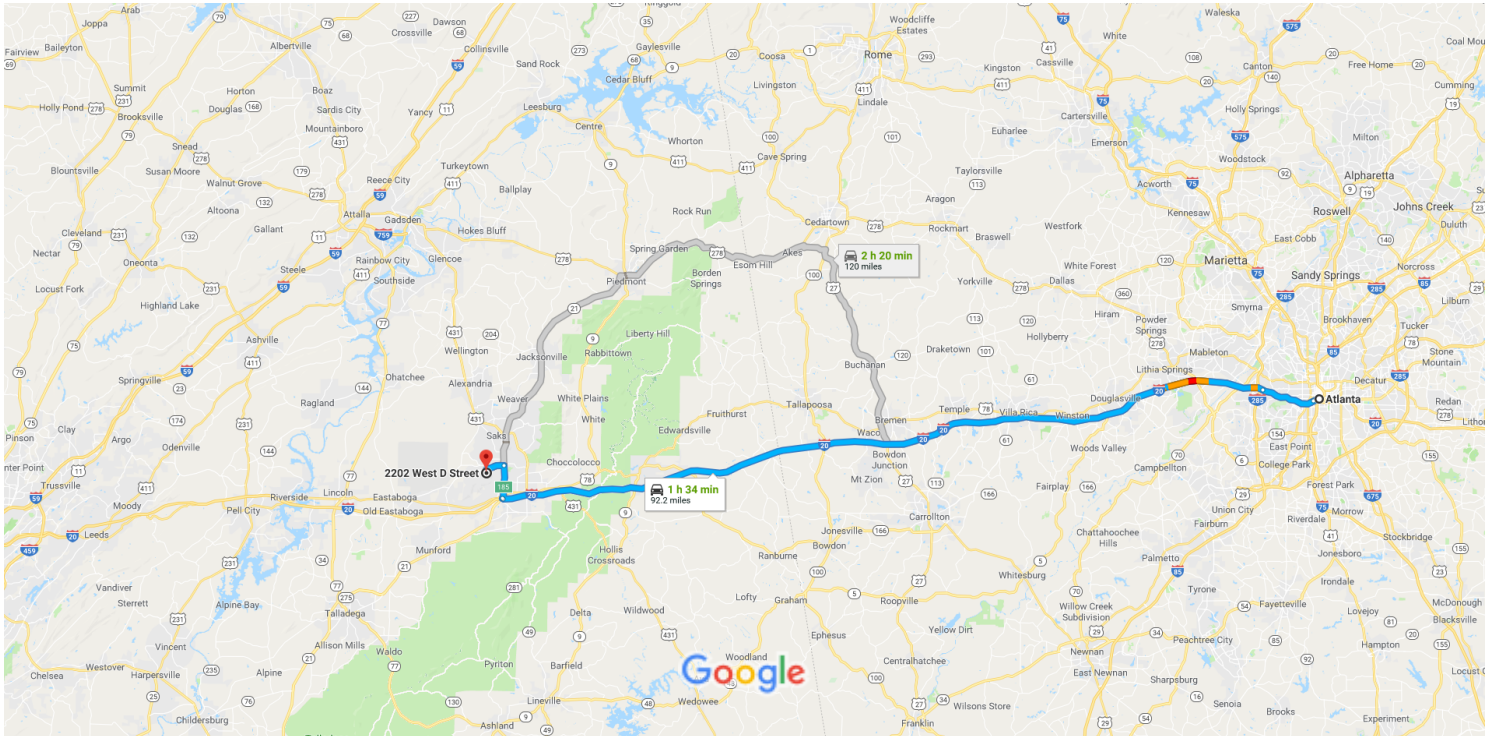 Arab
Ringgold
Joppa
Dawson
Crossville
Collinsville
Gaylesville
Woodcliffe
Estates
Waleska
Fairview
Baileyton
Albertville
Sand Rock
Coosa
Rome
White
Cassville
Canton
Free Home
Coal Mou
Summit
Horton
Boaz
Cedar Bluff
Livingston
Kingston
Cumming
Holly Pond
Brooksville
Douglas
Sardis City
Yancy
Leesburg
Lindale
Cartersville
Holly Springs
Mountainboro
Centre
Whorton
Euharlee
Emerson
Milton
Snead
Cave Spring
Woodstock
Blountsville
Susan Moore
Walnut Grove
Reece City
Turkeytown
Ballplay
Taylorsville
Acworth
Alpharetta
Altoona
Attalla
Gadsden
Rock Run
Aragon
Kennesaw
Roswell
Johns Creek
Cleveland
Gallant
Hokes Bluff
Cedartown
Rockmart
Braswell
Westfork
East Cobb
Duluth
Nectar
Oneonta
Steele
Rainbow City
Glencoe
Spring Garden
Esom Hill
Akes
2 h 20 min
120 miles
White Forest
Marietta
Sandy Springs
Norcross
Locust Fork
Southside
Piedmont
Borden
Springs
Yorkville
Dallas
Highland Lake
Hiram
Powder
Springs
Smyrna
Brookhaven
Lilburn
Tucker
Ashville
Wellington
Jacksonville
Liberty Hill
Rabbittown
Buchanan
Draketown
Hollyberry
Mableton
Stone
Mountain
Springville
Ohatchee
Alexandria
Lithia Springs
Decatur
Ragland
Weaver
White Plains
White
Fruithurst
Tallapoosa
Bremen
Temple
Villa Rica
Winston
Douglasville
Atlanta
Redan
Pinson
Clay
Argo
Odenville
Saks
Edwardsville
Waco
Bowdon
Junction
Woods Valley
East Point
Trussville
2202 West D Street
Choccolocco
Mt Zion
Campbellton
College Park
Moody
Riverside
Lincoln
Eastaboga
1 h 34 min
92.2 miles
Fairplay
Forest Park
Pell City
Old Eastaboga
Carrollton
Union City
Riverdale
Morrow
Leeds
Munford
Hollis
Crossroads
Jonesville
Bowdon
Chattahoochee
Hills
Fairburn
Stockbridge
Ranburne
Palmetto
Jonesboro
Vandiver
Sterrett
Alpine Bay
Talladega
Lofty
Graham
Roopville
Whitesburg
Tyrone
Irondale
Delta
Wildwood
Willow Creek
Subdivision
Fayetteville
Lovejoy
McDonough
Vincent
Allison Mills
Waldo
Ephesus
Yellow Dirt
Peachtree City
Hampton
Blacksville
Westover
Harpersville
Alpine
Pyriton
Barfield
Google
Woodland
Centralhatchee
Newnan
East Newnan
Sharpsburg
Chelsea
Lineville
Wedowee
Wilsons Store
Senoia
Brooks
Childersburg
Ashland
Franklin
Experiment